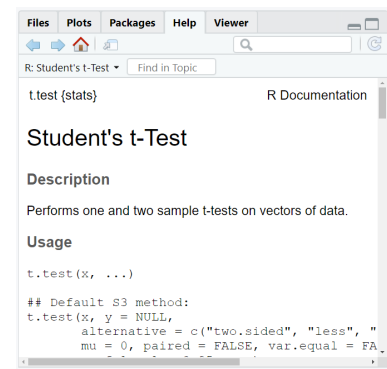 Files Plots Packages Help Viewer
R: Student's t-Test Find in Topic
t.test {stats} R Documentation
Student's t-Test
Description
Performs one and two sample t-tests on vectors of data.
Usage
t.test(x, ...)
## Default S3 method:
t.test(x, y = NULL,
alternative = c("two.sided", "less", "
mu = 0, paired = FALSE, var.equal = FA